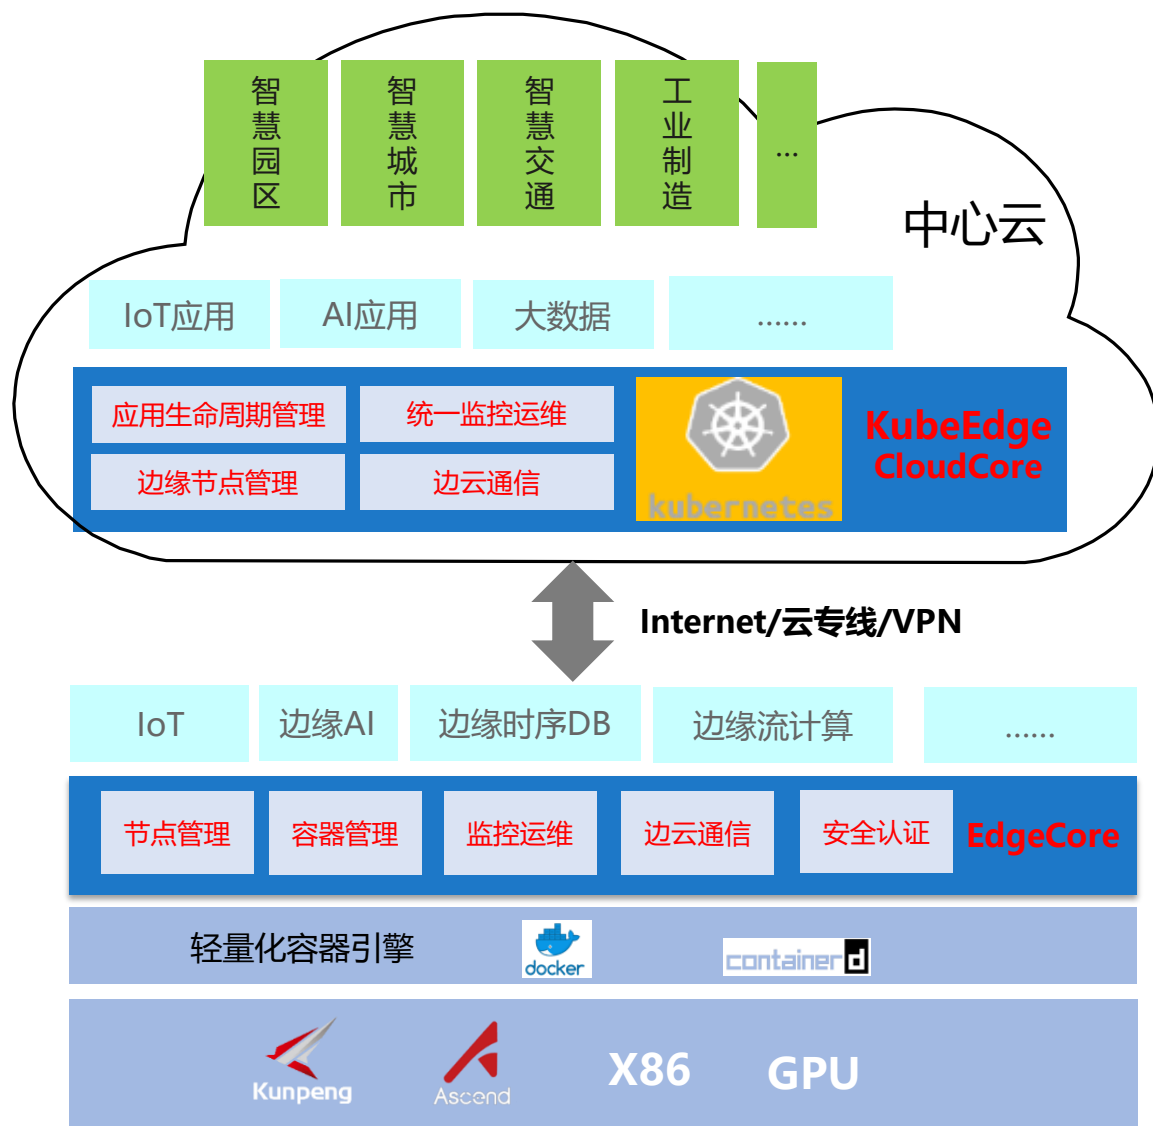 智慧园区
智慧城市
智慧交通
工业制造
...
中心云
IoT应用
AI应用
大数据
......
应用生命周期管理
统一监控运维
边缘节点管理
边云通信
kubernetes
KubeEdge
CloudCore
Internet/云专线/VPN
IoT
边缘AI
边缘时序DB
边缘流计算
......
节点管理
容器管理
监控运维
边云通信
安全认证
EdgeCore
轻量化容器引擎
docker
containerd
Kunpeng
Ascend
X86
GPU